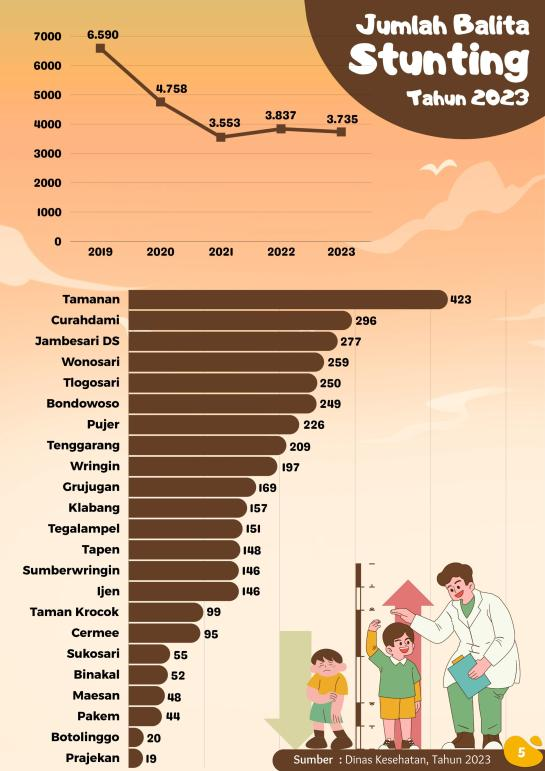 Jumlah Balita
Stunting
Tahun 2023
7000
6000
5000
4000
3000
2000
1000
0
6.590
4.758
3.553
3.837
3.735
2019 2020 2021 2022 2023
Tamanan 423
Curahdami 296
Jambesari DS 277
Wonosari 259
Tlogosari 250
Bondowoso 249
Pujer 226
Tenggarang 209
Wringin 197
Grujugan 169
Klabang 157
Tegalampel 151
Tapen 148
Sumberwringin 146
Ijen 146
Taman Krocok 99
Cermee 95
Sukosari 55
Binakal 52
Maesan 48
Pakem 44
Botolinggo 20
Prajekan 19
Sumber : Dinas Kesehatan, Tahun 2023
5